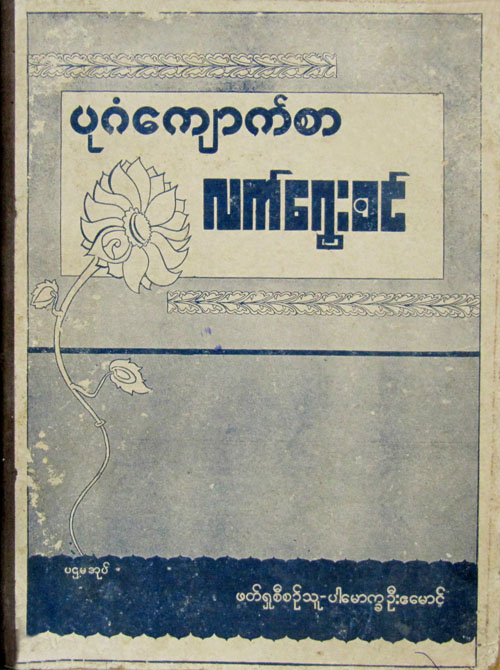 ပုဂံကျောက်စာ
လက်ရွေးစင်
ပဌမအုပ်
ဖတ်ရှုစီစဉ်သူ-ပါမောက္ခဦးဧမောင်